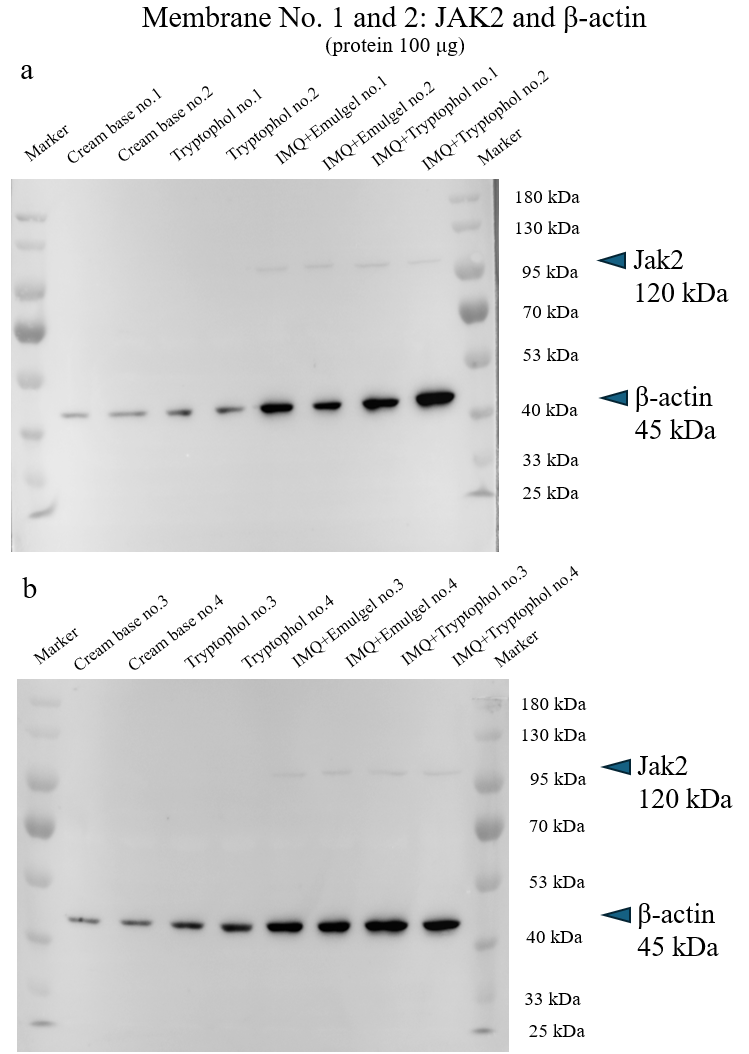 Membrane No. 1 and 2: JAK2 and β-actin
(protein 100 μg)
a
Marker
Cream base no.1
Cream base no.2
Tryptophol no.1
Tryptophol no.2
IMQ+Emulgel no.1
IMQ+Emulgel no.2
IMQ+Tryptophol no.1
IMQ+Tryptophol no.2
Marker
180 kDa
130 kDa
Jak2
95 kDa
120 kDa
70 kDa
53 kDa
β-actin
40 kDa
45 kDa
33 kDa
25 kDa
b
Marker
Cream base no.3
Cream base no.4
Tryptophol no.3
Tryptophol no.4
IMQ+Emulgel no.3
IMQ+Emulgel no.4
IMQ+Tryptophol no.3
IMQ+Tryptophol no.4
Marker
180 kDa
130 kDa
Jak2
95 kDa
120 kDa
70 kDa
53 kDa
β-actin
40 kDa
45 kDa
33 kDa
25 kDa